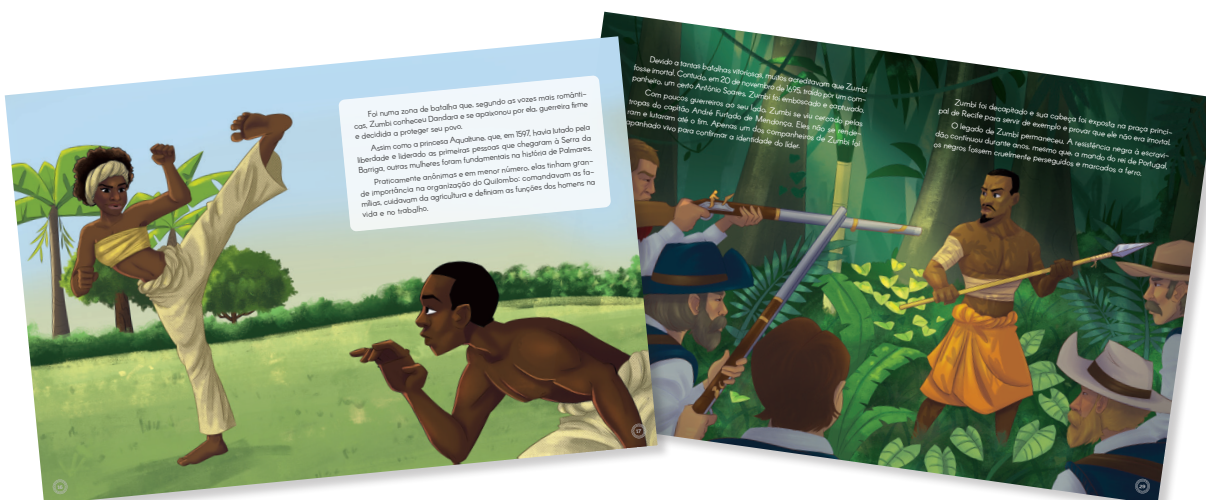 Foi numa zona de batalha que, segundo as vozes mais românti-
cas, Zumbi conheceu Dandara e se apaixonou por ela, guerreira firme
e decidida a proteger seu povo.
Assim como a princesa Aqualtune, que, em 1597, havia lutado pela
liberdade e liderado as primeiras pessoas que chegaram à Serra da
Barriga, outras mulheres foram fundamentais na história de Palmares.
Praticamente anônimas e em menor número, elas tinham gran-
de importância na organização do Quilombo: comandavam as fa-
mílias, cuidavam da agricultura e definiam as funções dos homens na
vida e no trabalho.
17
Devido a tantas batalhas vitoriosas, muitos acreditavam que Zumbi
fosse imortal. Contudo, em 20 de novembro de 1695, traído por um com-
panheiro, um certo Antônio Soares, Zumbi foi emboscado e capturado.
Com poucos guerreiros ao seu lado, Zumbi se viu cercado pelas
tropas do capitão André Furtado de Mendonça. Eles não se rende-
ram e lutaram até o fim. Apenas um dos companheiros de Zumbi foi
apanhado vivo para confirmar a identidade do líder.
Zumbi foi decapitado e sua cabeça foi exposta na praça princi-
pal de Recife para servir de exemplo e provar que ele não era imortal.
O legado de Zumbi permaneceu. A resistência negra à escravi-
dão continuou durante anos, mesmo que, a mando do rei de Portugal,
os negros fossem cruelmente perseguidos e marcados a ferro.
29